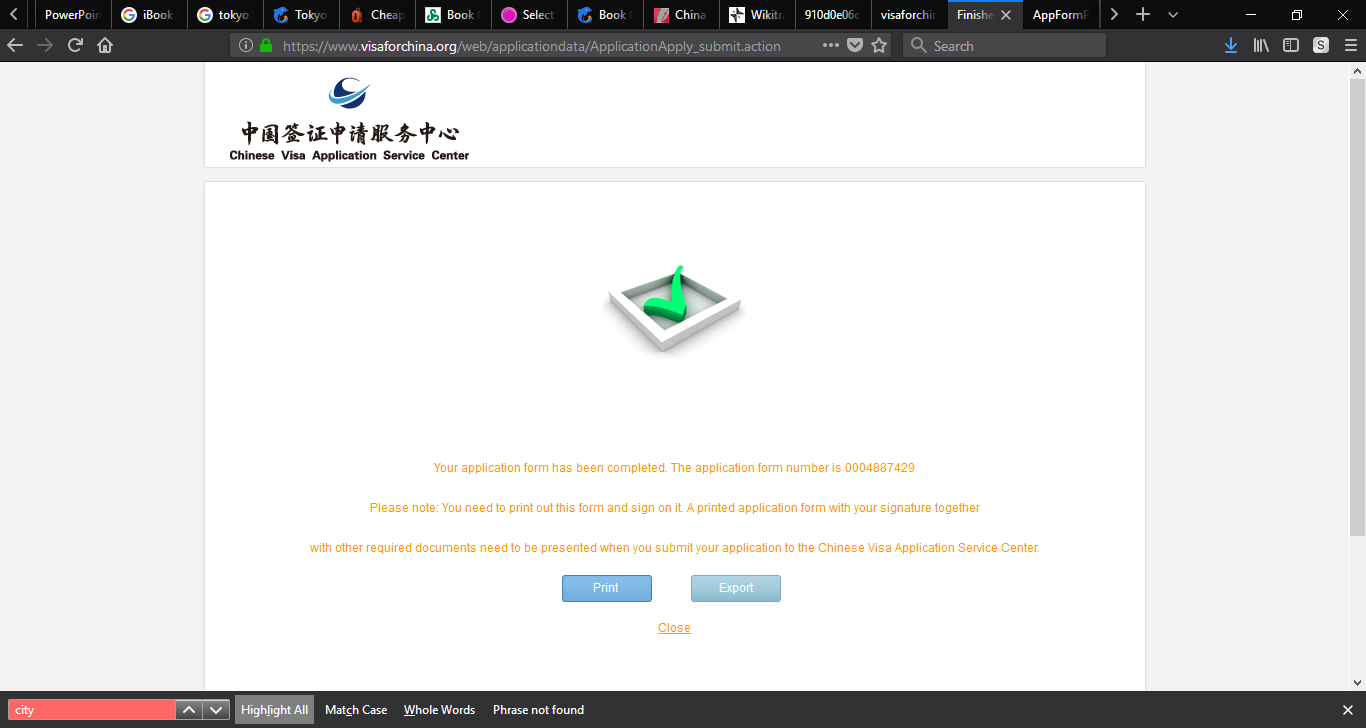 PowerPoin
iBook
tokyo
Tokyo
Cheap
Book
Select
Book
China
Wikitra
910d0e06c
visaforchin
Finishe
AppFormP
https://www.visaforchina.org/web/applicationdata/ApplicationApply_submit.action
Search
S
中国签证申请服务中心
Chinese Visa Application Service Center
Your application form has been completed. The application form number is 0004887429
Please note: You need to print out this form and sign on it. A printed application form with your signature together
with other required documents need to be presented when you submit your application to the Chinese Visa Application Service Center.
Print
Export
Close
city
Highlight All
Match Case
Whole Words
Phrase not found